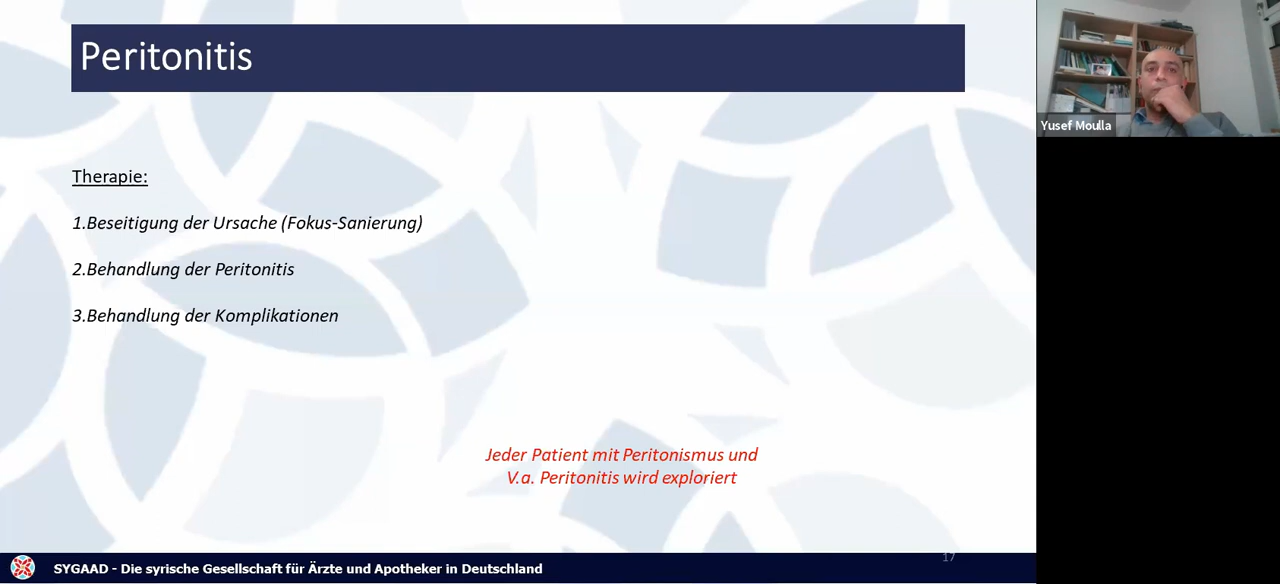 Peritonitis
Therapie:
1.Beseitigung der Ursache (Fokus-Sanierung)
2.Behandlung der Peritonitis
3.Behandlung der Komplikationen
Jeder Patient mit Peritonismus und
V.a. Peritonitis wird exploriert
17
SYGAAD - Die syrische Gesellschaft für Ärzte und Apotheker in Deutschland
Yusef Moulla